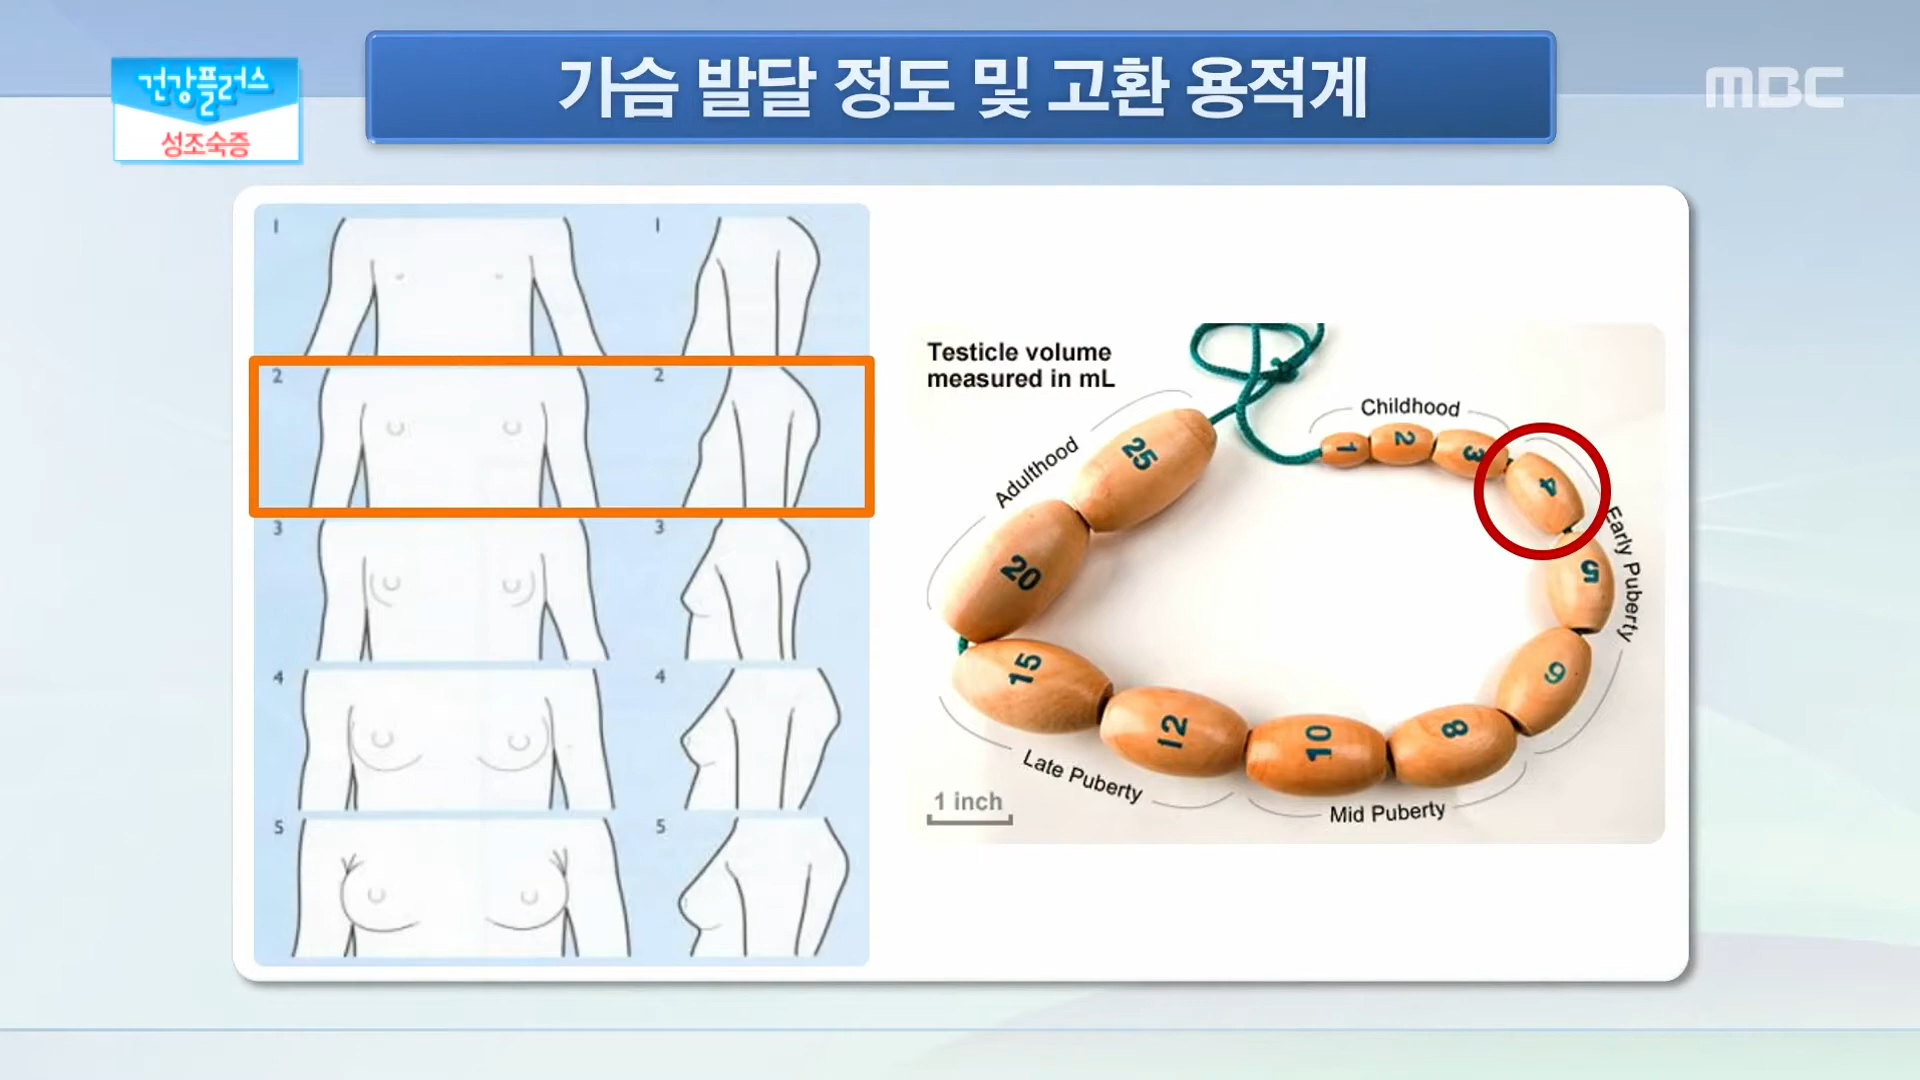 건강플러스
성조숙증
가슴 발달 정도 및 고환 용적계
MBC
1 1
2 2
3 3
4 4
5 5
Testicle volume
measured in mL
Childhood
Early Puberty
Mid Puberty
Late Puberty
Adulthood
1 2 3 4 5 6 8 10 12 15 20 25
1 inch